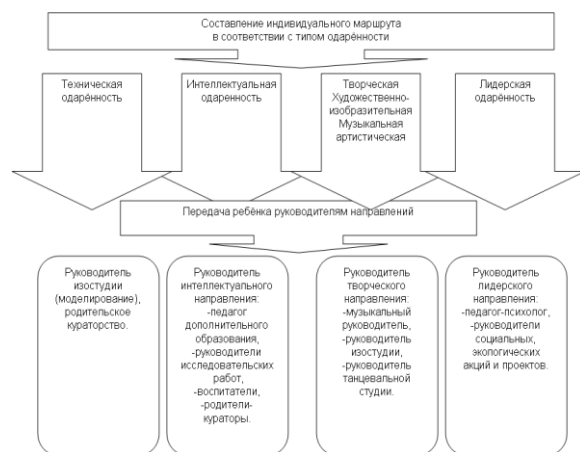 Составление индивидуального маршрута
в соответствии с типом одарённости
Техническая
одарённость
Интеллектуальная
одаренность
Творческая
Художественно-
изобразительная
Музыкальная
артистическая
Лидерская
одарённость
Передача ребёнка руководителям направлений
Руководитель
изостудии
(моделирование),
родительское
кураторство.
Руководитель
интеллектуального
направления:
-педагог
дополнительного
образования,
-руководители
исследовательских
работ,
-воспитатели,
-родители-
кураторы.
Руководитель
творческого
направления:
-музыкальный
руководитель,
-руководитель
изостудии,
-руководитель
танцевальной
студии.
Руководитель
лидерского
направления:
-педагог-психолог,
-руководители
социальных,
экологических
акций и проектов.